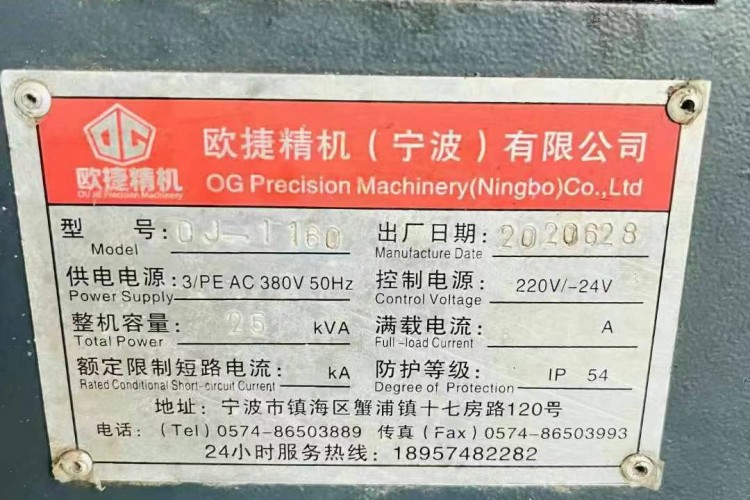 欧捷精机（宁波）有限公司
欧捷精机
OU JIE Precision Machinery
OG Precision Machinery(Ningbo)Co.,Ltd
型 号: OJ-T160 出厂日期: 2020628
Model Manufacture Date
供电电源: 3/PE AC 380V 50Hz 控制电源: 220V/-24V
Power Supply Control Voltage
整机容量: 25 kVA 满载电流: A
Total Power Full-load Current
额定限制短路电流: kA 防护等级: IP 54
Rated Conditional Short-circuit Current Degree of Protection
地址: 宁波市镇海区蟹浦镇十七房路120号
电话: (Tel) 0574-86503889 传真 (Fax) 0574-86503993
24小时服务热线: 18957482282